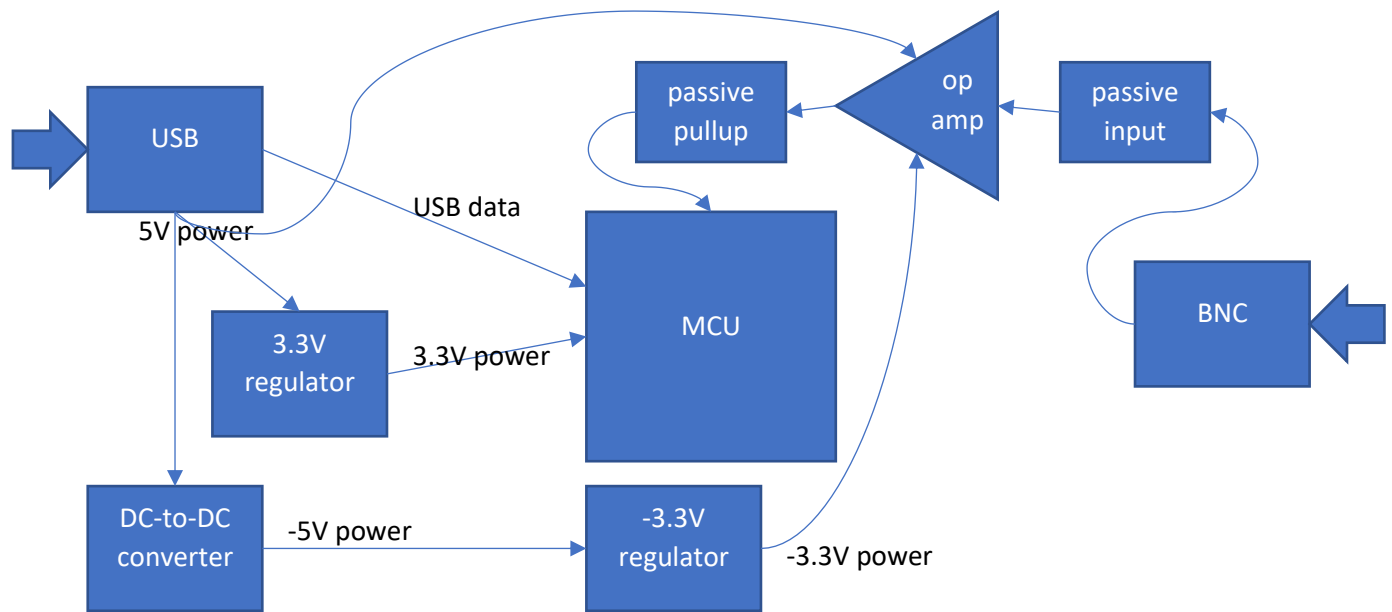 op
amp
passive
pullup
passive
input
USB
USB data
5V power
BNC
MCU
3.3V
regulator
3.3V power
DC-to-DC
converter
-5V power
-3.3V
regulator
-3.3V power